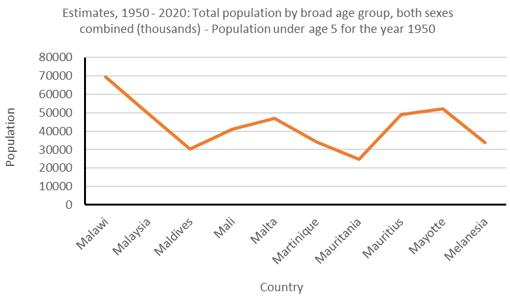 Estimates, 1950 - 2020: Total population by broad age group, both sexes
combined (thousands) - Population under age 5 for the year 1950
80000
70000
60000
50000
40000
30000
20000
10000
0
Population
Malawi
Malaysia
Maldives
Mali
Malta
Martinique
Mauritania
Mauritius
Mayotte
Melanesia
Country